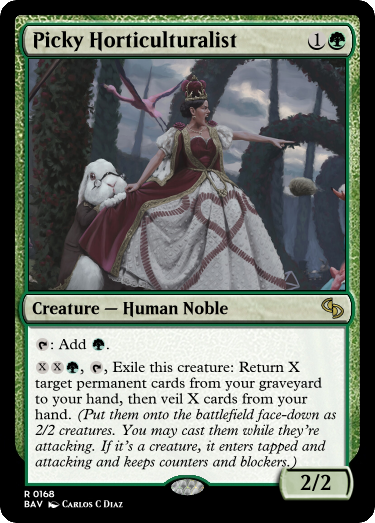 Picky Horticulturalist 1
Creature — Human Noble
: Add .
X X , , Exile this creature: Return X
target permanent cards from your graveyard
to your hand, then veil X cards from your
hand. (Put them onto the battlefield face-down as
2/2 creatures. You may cast them while they're
attacking. If it's a creature, it enters tapped and
attacking and keeps counters and blockers.)
2/2
R 0168
BAV Carlos C Diaz